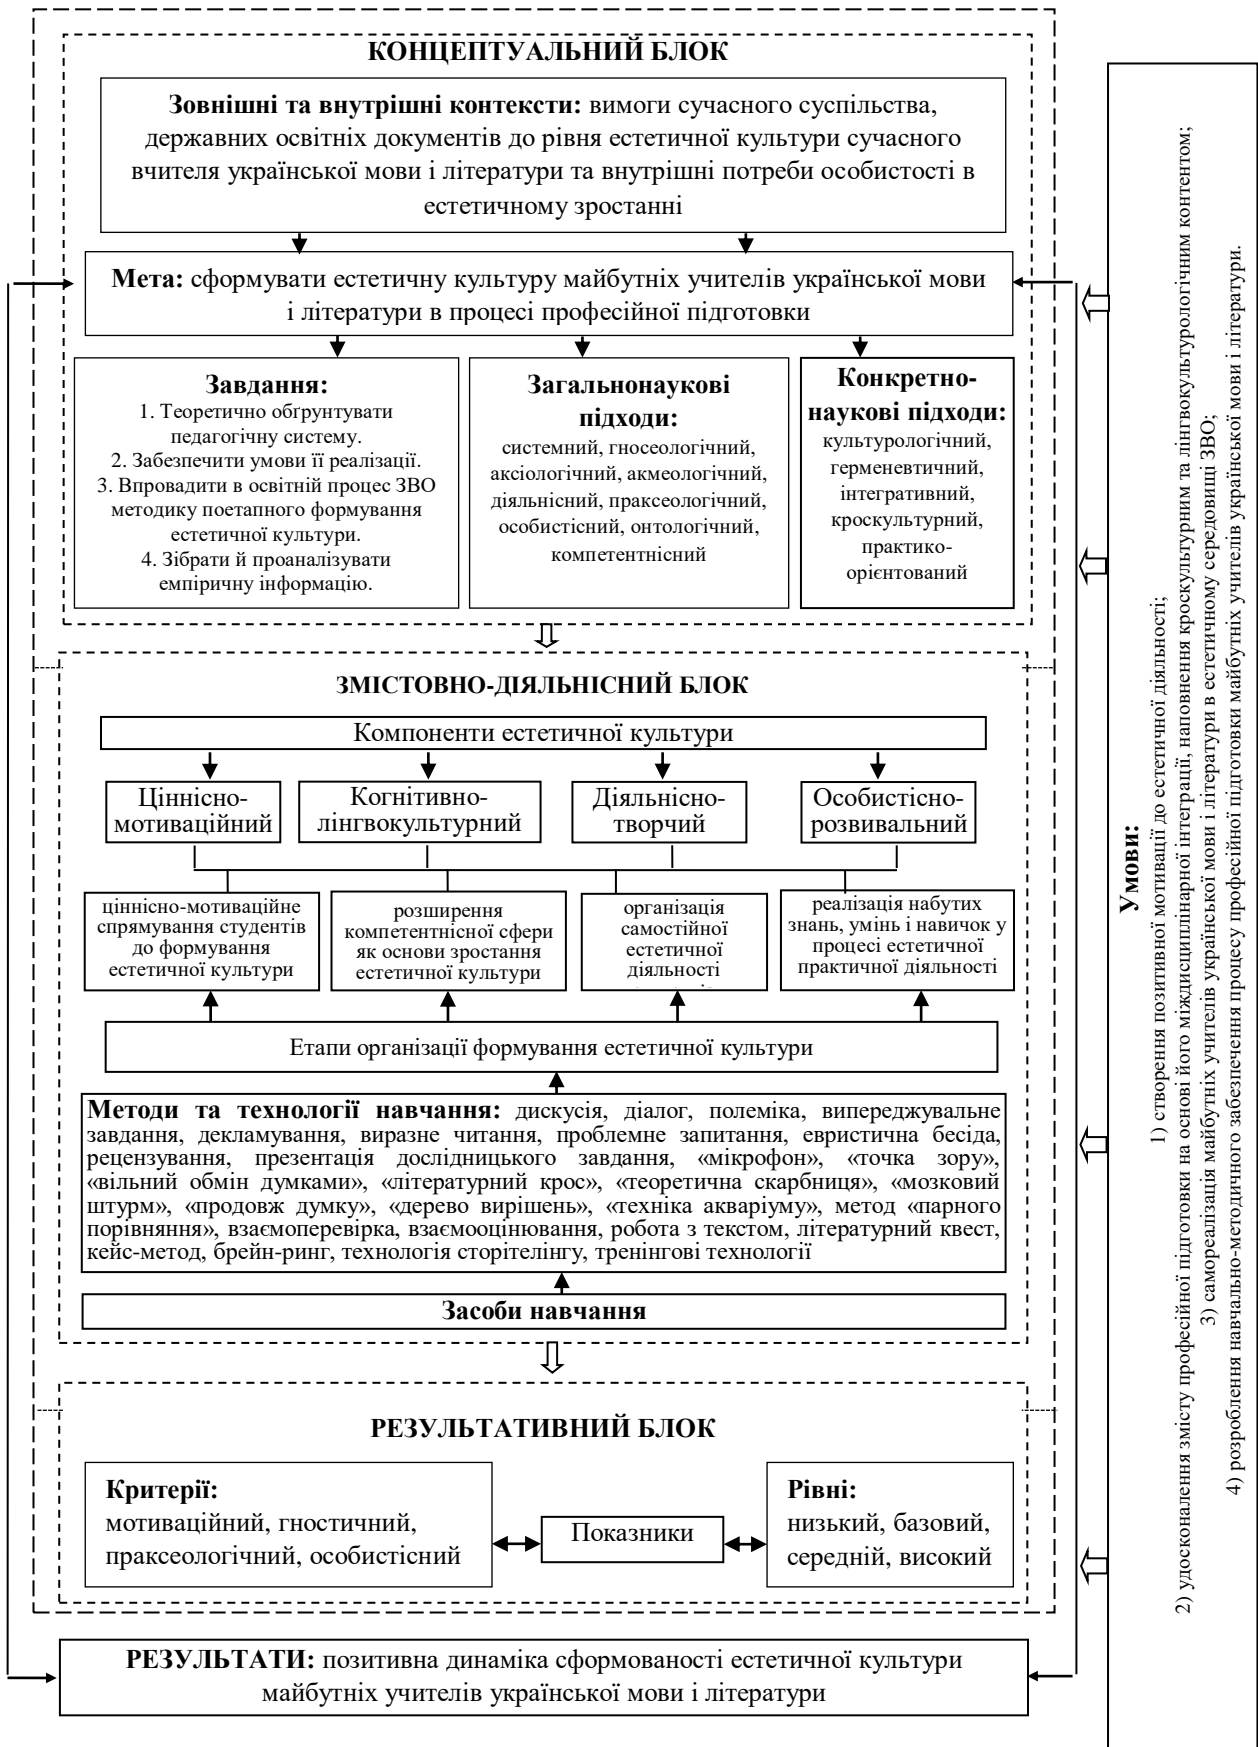 КОНЦЕПТУАЛЬНИЙ БЛОК
Зовнішні та внутрішні контексти: вимоги сучасного суспільства,
державних освітніх документів до рівня естетичної культури сучасного
вчителя української мови і літератури та внутрішні потреби особистості в
естетичному зростанні
Мета: сформувати естетичну культуру майбутніх учителів української мови
і літератури в процесі професійної підготовки
Завдання:
1. Теоретично обґрунтувати
педагогічну систему.
2. Забезпечити умови її реалізації.
3. Впровадити в освітній процес ЗВО
методику поетапного формування
естетичної культури.
4. Зібрати й проаналізувати
емпіричну інформацію.
Загальнонаукові
підходи:
системний, гносеологічний,
аксіологічний, акмеологічний,
діяльнісний, праксеологічний,
особистісний, онтологічний,
компетентнісний
Конкретно-
наукові підходи:
культурологічний,
герменевтичний,
інтегративний,
кроскультурний,
практико-
орієнтований
ЗМІСТОВНО-ДІЯЛЬНІСНИЙ БЛОК
Компоненти естетичної культури
Ціннісно-
мотиваційний
Когнітивно-
лінгвокультурний
Діяльнісно-
творчий
Особистісно-
розвивальний
ціннісно-мотиваційне
спрямування студентів
до формування
естетичної культури
розширення
компетентнісної сфери
як основи зростання
естетичної культури
організація
самостійної
естетичної
діяльності
реалізація набутих
знань, умінь і навичок у
процесі естетичної
практичної діяльності
Етапи організації формування естетичної культури
Методи та технології навчання: дискусія, діалог, полеміка, випереджувальне
завдання, декламування, виразне читання, проблемне запитання, евристична бесіда,
рецензування, презентація дослідницького завдання, «мікрофон», «точка зору»,
«вільний обмін думками», «літературний крос», «теоретична скарбниця», «мозковий
штурм», «продовж думку», «дерево вирішень», «техніка акваріуму», метод «парного
порівняння», взаємоперевірка, взаємооцінювання, робота з текстом, літературний квест,
кейс-метод, брейн-ринг, технологія сторітелінгу, тренінгові технології
Засоби навчання
РЕЗУЛЬТАТИВНИЙ БЛОК
Критерії:
мотиваційний, гностичний,
праксеологічний, особистісний
Показники
Рівні:
низький, базовий,
середній, високий
РЕЗУЛЬТАТИ: позитивна динаміка сформованості естетичної культури
майбутніх учителів української мови і літератури
Умови:
1) створення позитивної мотивації до естетичної діяльності;
2) удосконалення змісту професійної підготовки на основі його міждисциплінарної інтеграції, наповнення кроскультурним та лінгвокультурологічним контентом;
3) самореалізація майбутніх учителів української мови і літератури в естетичному середовищі ЗВО;
4) розроблення навчально-методичного забезпечення процесу професійної підготовки майбутніх учителів української мови і літератури.